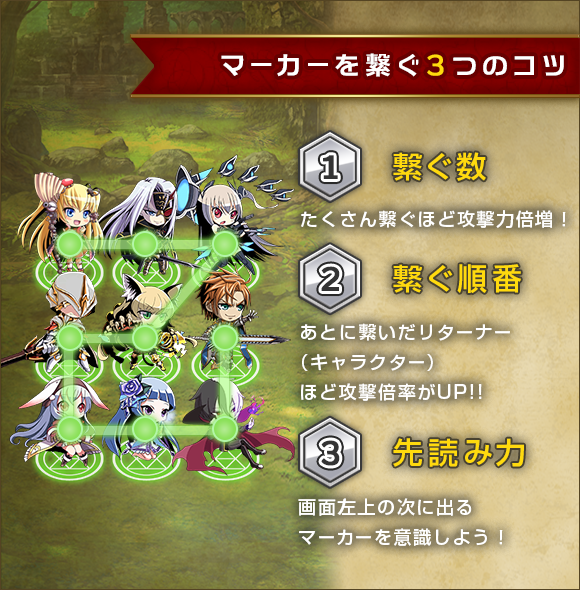 マーカーを繋ぐ3つのコツ
1 繋ぐ数
たくさん繋ぐほど攻撃力倍増！
2 繋ぐ順番
あとに繋いだリターナー
（キャラクター）
ほど攻撃倍率がUP!!
3 先読み力
画面左上の次に出る
マーカーを意識しよう！